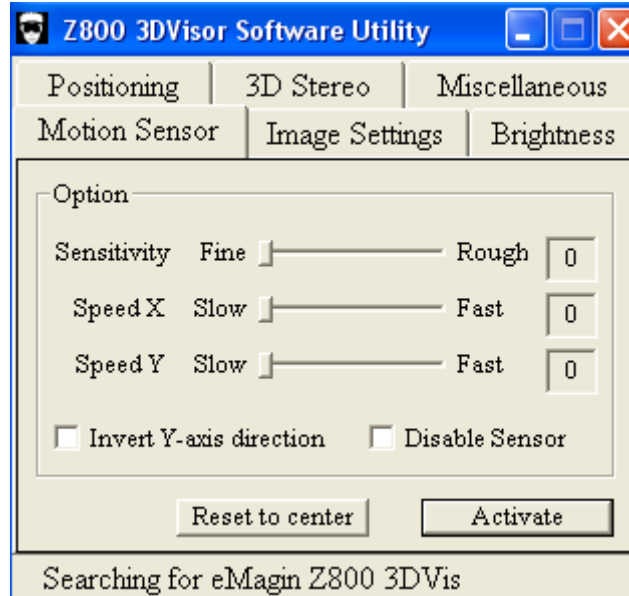 Z800 3DVisor Software Utility
Positioning 3D Stereo Miscellaneous
Motion Sensor Image Settings Brightness
Option
Sensitivity Fine Rough 0
Speed X Slow Fast 0
Speed Y Slow Fast 0
Invert Y-axis direction Disable Sensor
Reset to center Activate
Searching for eMagin Z800 3DVis